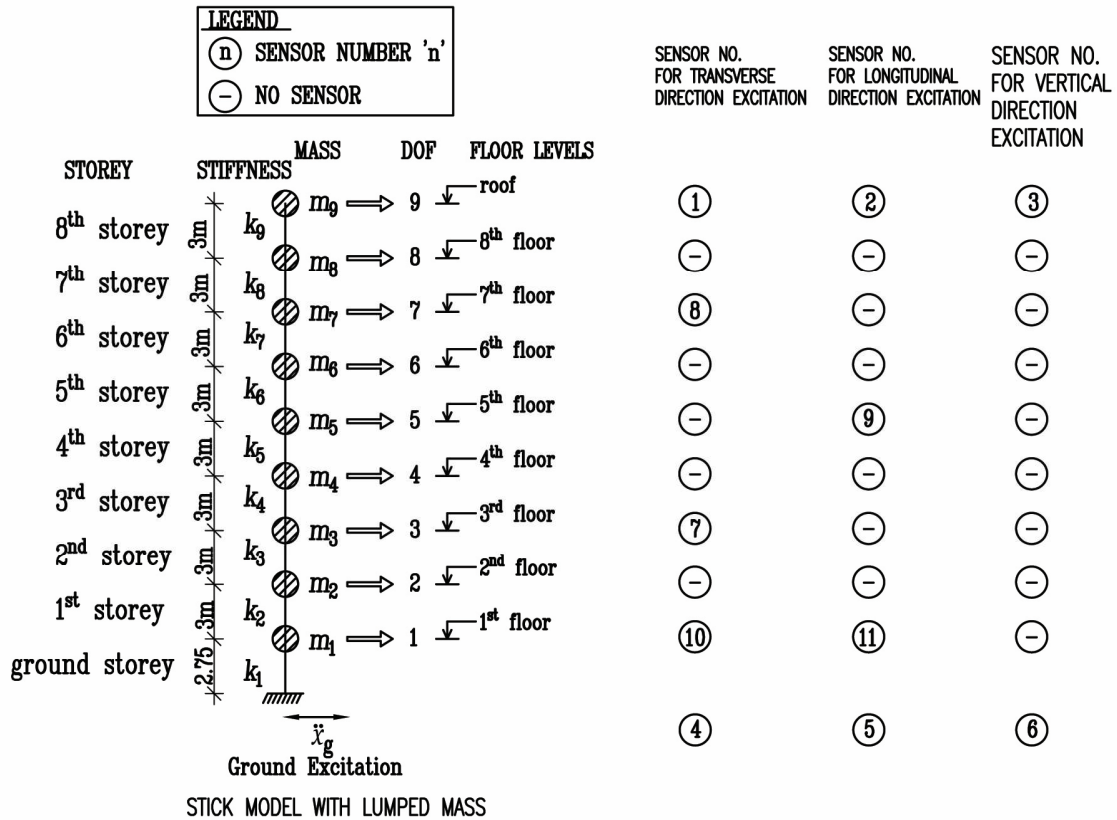 LEGEND
n SENSOR NUMBER 'n'
- NO SENSOR
SENSOR NO.
FOR TRANSVERSE
DIRECTION EXCITATION
SENSOR NO.
FOR LONGITUDINAL
DIRECTION EXCITATION
SENSOR NO.
FOR VERTICAL
DIRECTION
EXCITATION
STOREY STIFFNESS MASS DOF FLOOR LEVELS
m9 9 roof 1 2 3
8th storey 3m k9
m8 8 8th floor - - -
7th storey 3m k8
m7 7 7th floor 8 - -
6th storey 3m k7
m6 6 6th floor - - -
5th storey 3m k6
m5 5 5th floor - 9 -
4th storey 3m k5
m4 4 4th floor - - -
3rd storey 3m k4
m3 3 3rd floor 7 - -
2nd storey 3m k3
m2 2 2nd floor - - -
1st storey 3m k2
m1 1 1st floor 10 11 -
ground storey 2.75 k1
4 5 6
ẍg
Ground Excitation
STICK MODEL WITH LUMPED MASS